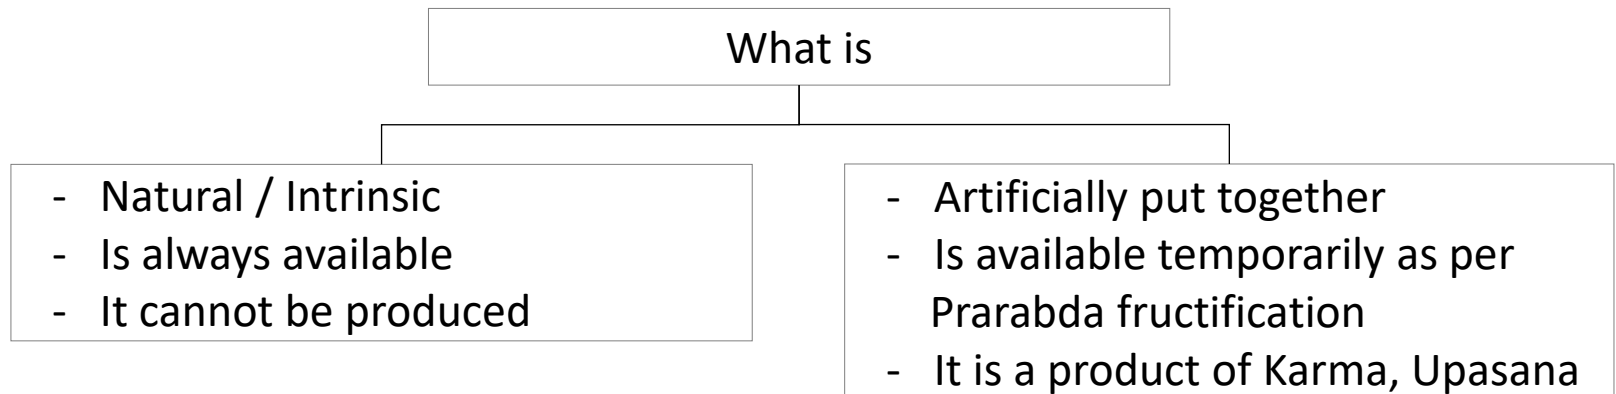 What is
- Natural / Intrinsic
- Is always available
- It cannot be produced
- Artificially put together
- Is available temporarily as per
Prarabda fructification
- It is a product of Karma, Upasana